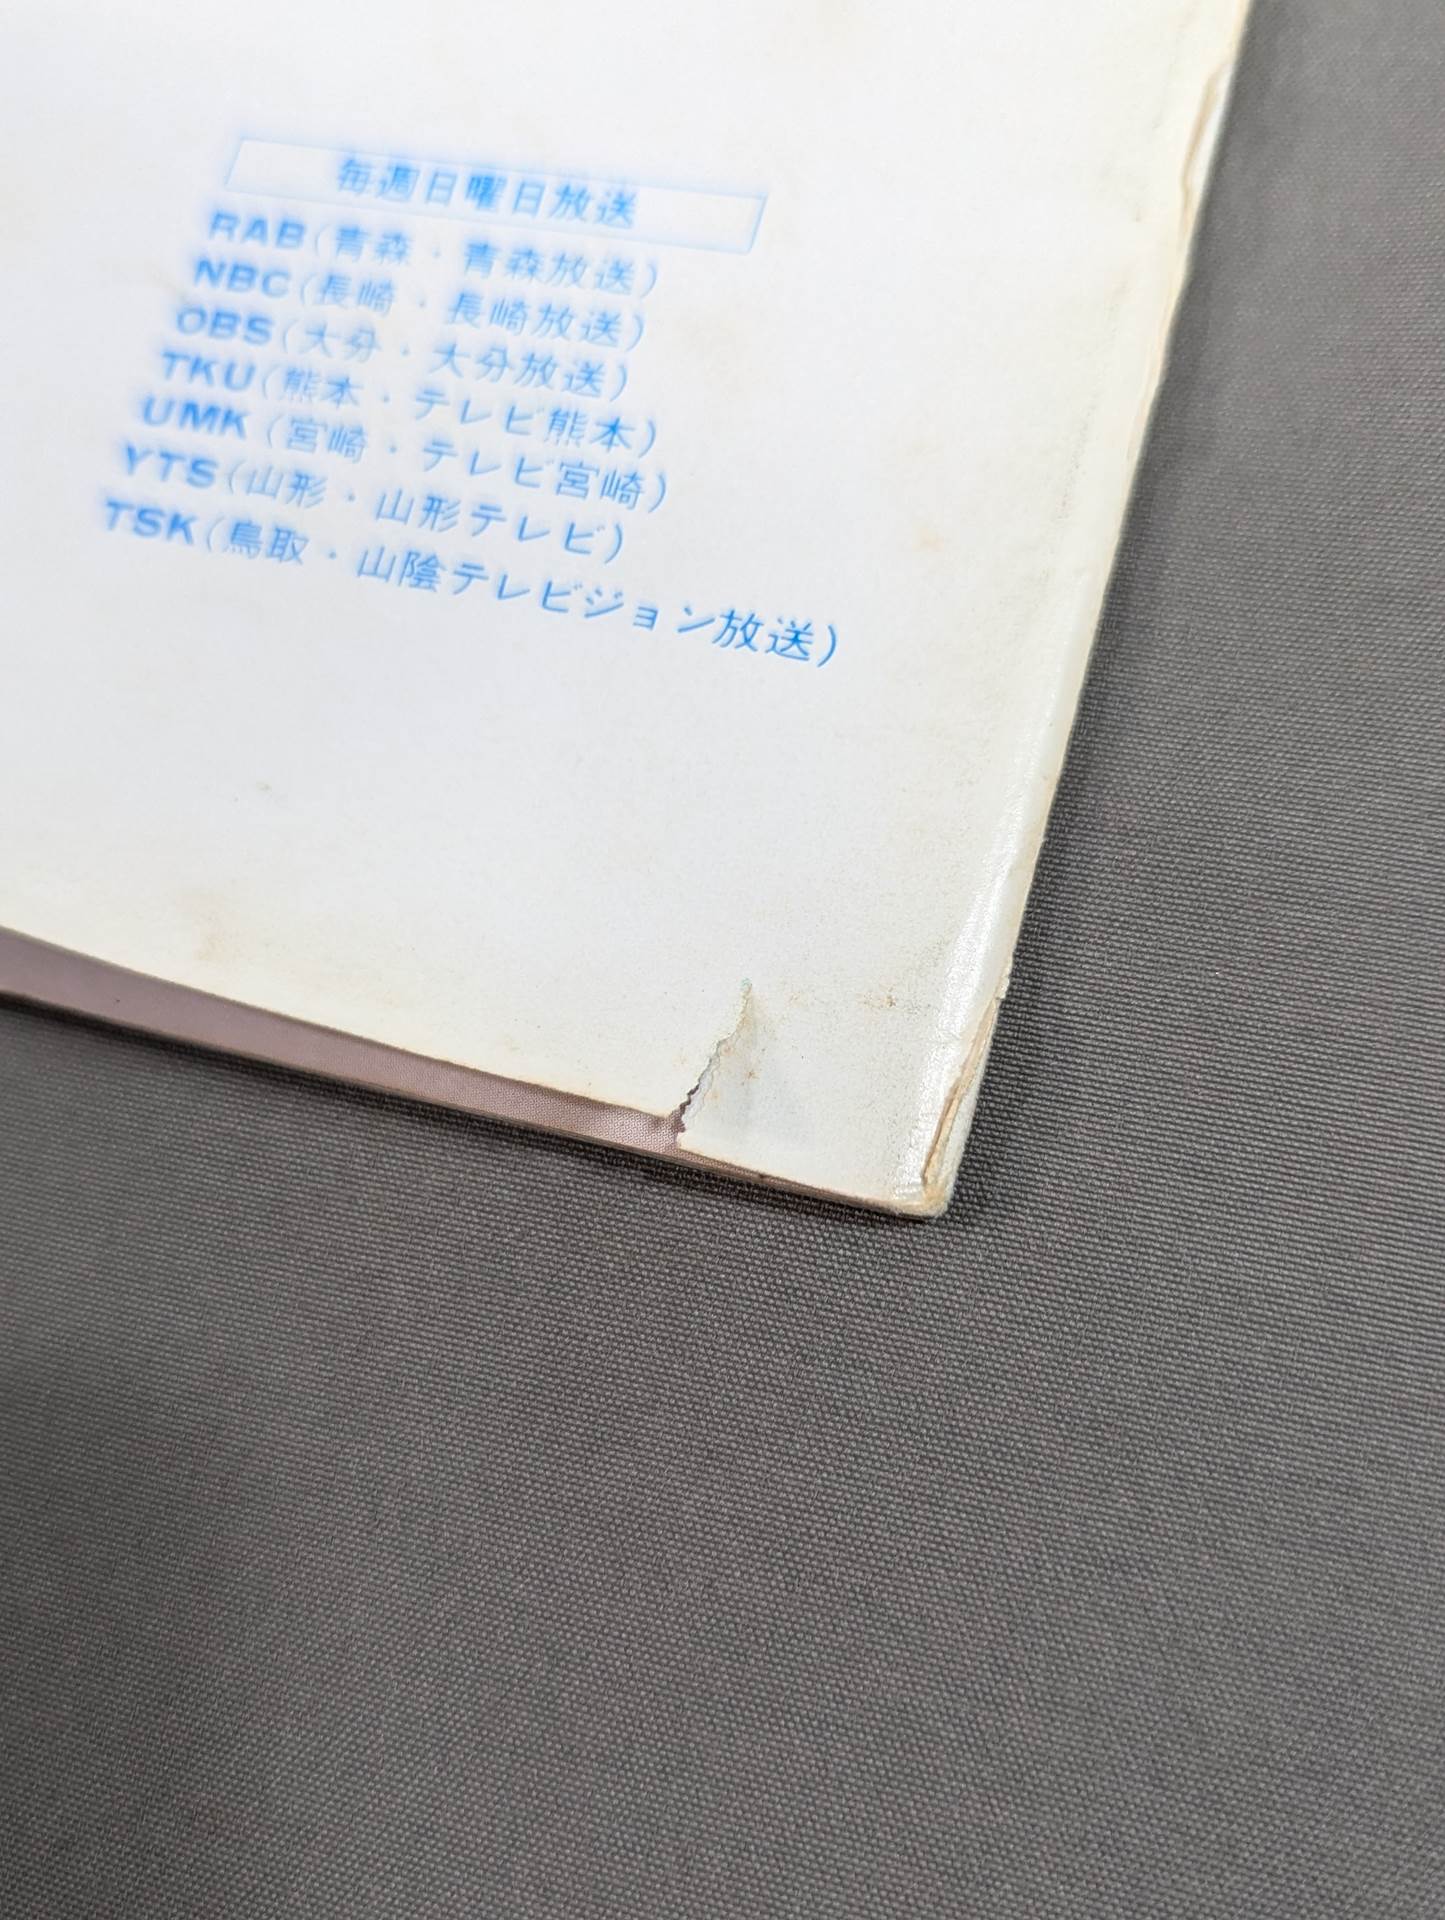 毎週日曜日放送
RAB(青森・青森放送)
NBC(長崎・長崎放送)
OBS(大分・大分放送)
TKU(熊本・テレビ熊本)
UMK(宮崎・テレビ宮崎)
YTS(山形・山形テレビ)
TSK(鳥取・山陰テレビジョン放送)